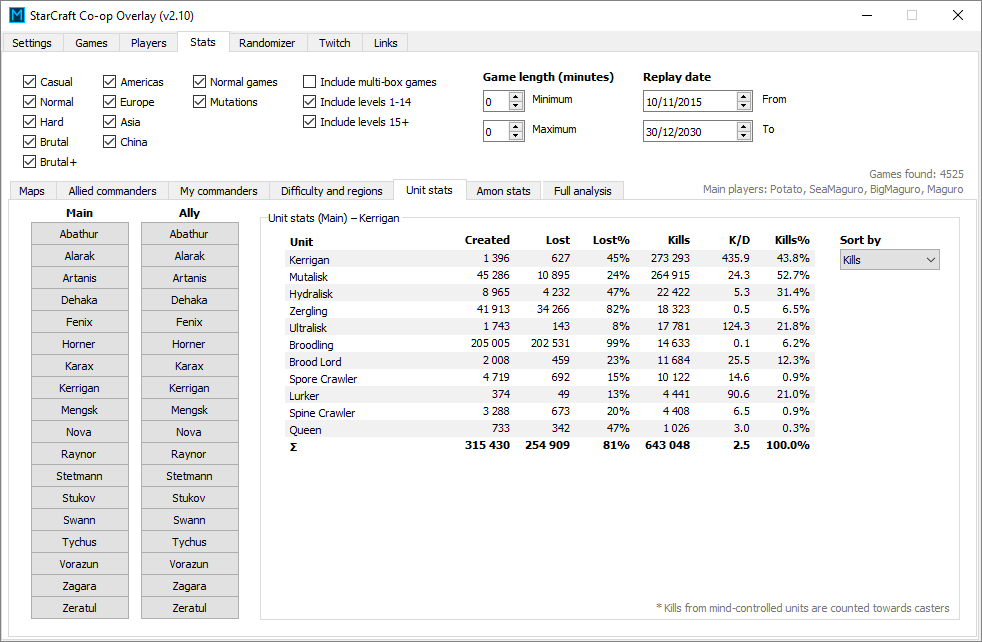 StarCraft Co-op Overlay (v2.10)
Settings Games Players Stats Randomizer Twitch Links
Casual Americas Normal games Include multi-box games Game length (minutes) Replay date
Normal Europe Mutations Include levels 1-14 0 Minimum 10/11/2015 From
Hard Asia Include levels 15+
Brutal China 0 Maximum 30/12/2030 To
Brutal+
Games found: 4525
Maps Allied commanders My commanders Difficulty and regions Unit stats Amon stats Full analysis Main players: Potato, SeaMaguro, BigMaguro, Maguro
Main Ally
Abathur Abathur
Alarak Alarak
Artanis Artanis
Dehaka Dehaka
Fenix Fenix
Horner Horner
Karax Karax
Kerrigan Kerrigan
Mengsk Mengsk
Nova Nova
Raynor Raynor
Stetmann Stetmann
Stukov Stukov
Swann Swann
Tychus Tychus
Vorazun Vorazun
Zagara Zagara
Zeratul Zeratul
Unit stats (Main) – Kerrigan
Unit Created Lost Lost% Kills K/D Kills%
Kerrigan 1 396 627 45% 273 293 435.9 43.8%
Mutalisk 45 286 10 895 24% 264 915 24.3 52.7%
Hydralisk 8 965 4 232 47% 22 422 5.3 31.4%
Zergling 41 913 34 266 82% 18 323 0.5 6.5%
Ultralisk 1 743 143 8% 17 781 124.3 21.8%
Broodling 205 005 202 531 99% 14 633 0.1 6.2%
Brood Lord 2 008 459 23% 11 684 25.5 12.3%
Spore Crawler 4 719 692 15% 10 122 14.6 0.9%
Lurker 374 49 13% 4 441 90.6 21.0%
Spine Crawler 3 288 673 20% 4 408 6.5 0.9%
Queen 733 342 47% 1 026 3.0 0.3%
Σ 315 430 254 909 81% 643 048 2.5 100.0%
Sort by
Kills
* Kills from mind-controlled units are counted towards casters